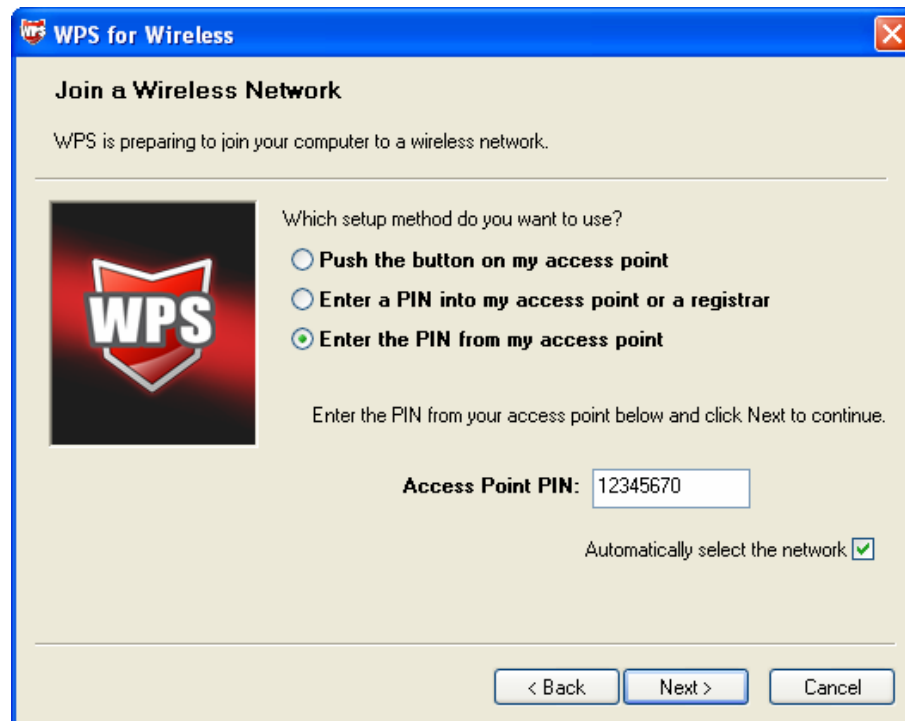 WPS WPS for Wireless
Join a Wireless Network
WPS is preparing to join your computer to a wireless network.
WPS
Which setup method do you want to use?
Push the button on my access point
Enter a PIN into my access point or a registrar
Enter the PIN from my access point
Enter the PIN from your access point below and click Next to continue.
Access Point PIN: 12345670
Automatically select the network
< Back Next > Cancel